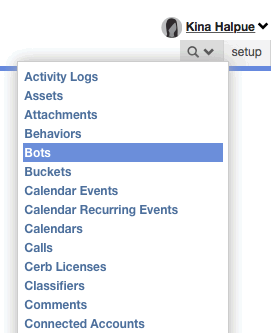 Kina Halpue
setup
Activity Logs
Assets
Attachments
Behaviors
Bots
Buckets
Calendar Events
Calendar Recurring Events
Calendars
Calls
Cerb Licenses
Classifiers
Comments
Connected Accounts